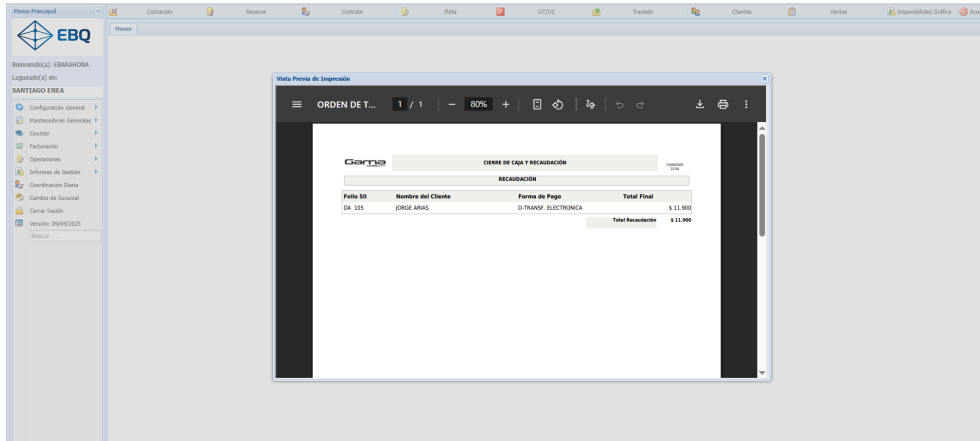 Menu Principal
Cotización
Reserva
Contrato
Flota
OT/OC
Traslado
Clientes
Ventas
Disponibilidad Gráfica
Home
EBQ
Bienvenido(a): EBARAHONA
Logueado(a) en:
SANTIAGO ENEA
Configuración General
Mantenedores Generales
Counter
Facturación
Operaciones
Informes de Gestión
Coordinación Diaria
Cambio de Sucursal
Cerrar Sesión
Versión: 09/04/2025
Buscar . . .
Vista Previa de Impresión
ORDEN DE T...
1 / 1
80%
Gama
CIERRE DE CAJA Y RECAUDACIÓN
RECAUDACIÓN
Folio Sii Nombre del Cliente Forma de Pago Total Final
DA 105 JORGE ARIAS D-TRANSF. ELECTRONICA $ 11.900
Total Recaudación $ 11.900